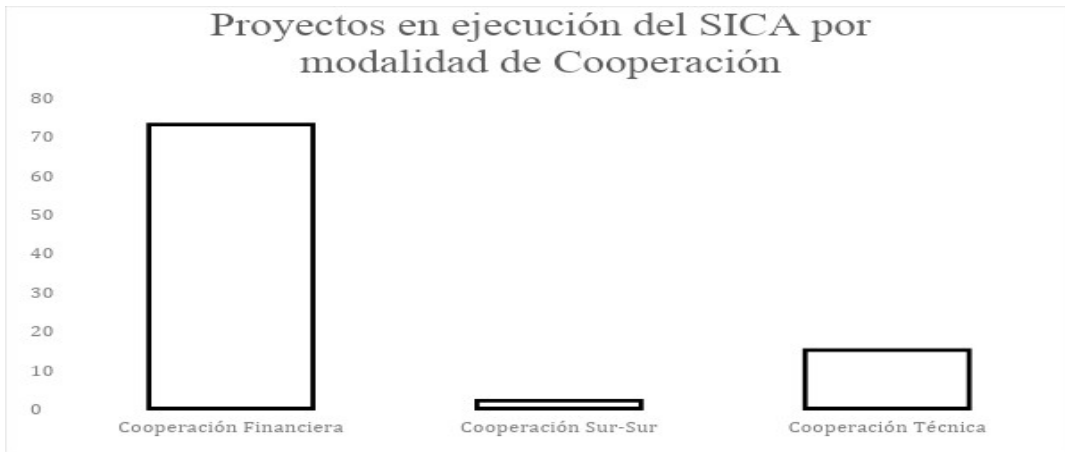 Proyectos en ejecución del SICA por
modalidad de Cooperación
80
70
60
50
40
30
20
10
0
Cooperación Financiera
Cooperación Sur-Sur
Cooperación Técnica